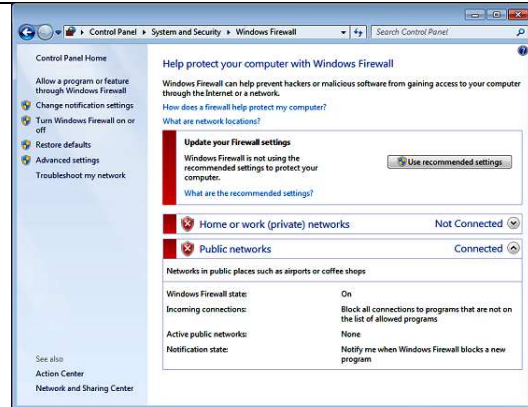 Control Panel ▸ System and Security ▸ Windows Firewall
Search Control Panel
Control Panel Home
Allow a program or feature
through Windows Firewall
Change notification settings
Turn Windows Firewall on or
off
Restore defaults
Advanced settings
Troubleshoot my network
See also
Action Center
Network and Sharing Center
Help protect your computer with Windows Firewall
Windows Firewall can help prevent hackers or malicious software from gaining access to your computer
through the Internet or a network.
How does a firewall help protect my computer?
What are network locations?
Update your Firewall settings
Windows Firewall is not using the
recommended settings to protect your
computer.
Use recommended settings
What are the recommended settings?
Home or work (private) networks Not Connected
Public networks Connected
Networks in public places such as airports or coffee shops
Windows Firewall state: On
Incoming connections: Block all connections to programs that are not on
the list of allowed programs
Active public networks: None
Notification state: Notify me when Windows Firewall blocks a new
program